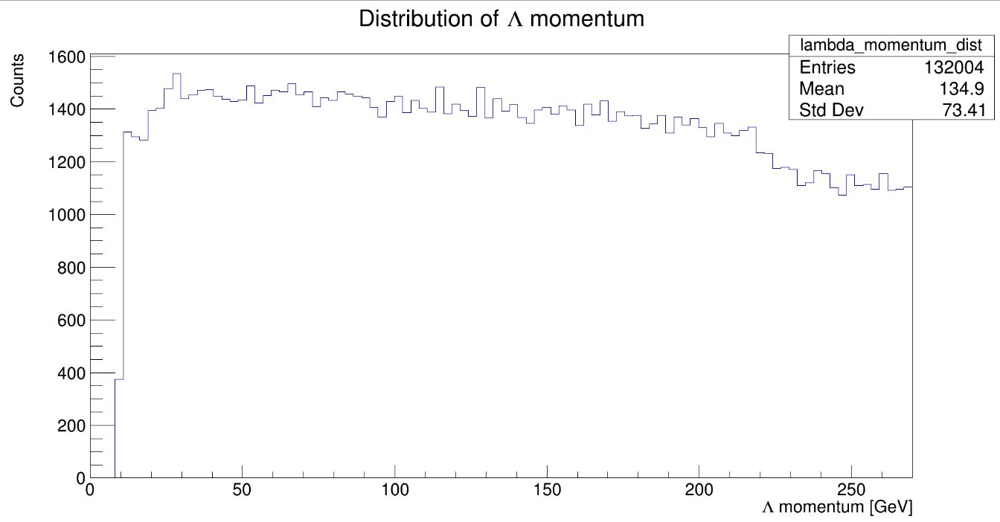 Distribution of Λ momentum
lambda_momentum_dist
Entries 132004
Mean 134.9
Std Dev 73.41
Counts
1600
1400
1200
1000
800
600
400
200
0
0 50 100 150 200 250
Λ momentum [GeV]